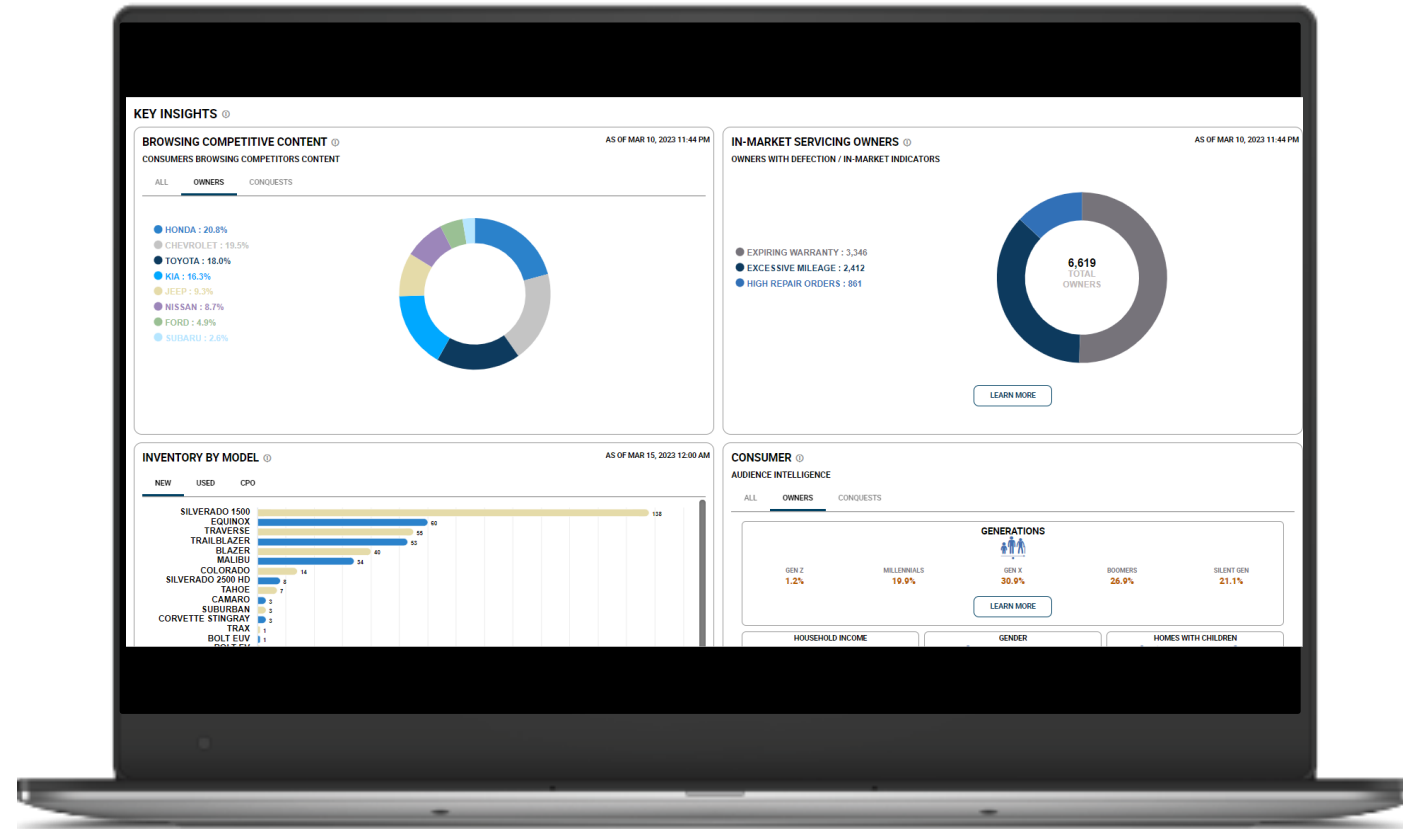 KEY INSIGHTS
BROWSING COMPETITIVE CONTENT
AS OF MAR 10, 2023 11:44 PM
CONSUMERS BROWSING COMPETITORS CONTENT
ALL OWNERS CONQUESTS
HONDA : 20.8%
CHEVROLET : 19.5%
TOYOTA : 18.0%
KIA : 16.3%
JEEP : 9.3%
NISSAN : 8.7%
FORD : 4.9%
SUBARU : 2.6%
IN-MARKET SERVICING OWNERS
AS OF MAR 10, 2023 11:44 PM
OWNERS WITH DEFECTION / IN-MARKET INDICATORS
EXPIRING WARRANTY : 3,346
EXCESSIVE MILEAGE : 2,412
HIGH REPAIR ORDERS : 861
6,619
TOTAL
OWNERS
LEARN MORE
INVENTORY BY MODEL
AS OF MAR 15, 2023 12:00 AM
NEW USED CPO
SILVERADO 1500 138
EQUINOX 60
TRAVERSE 55
TRAILBLAZER 53
BLAZER 40
MALIBU 34
COLORADO 14
SILVERADO 2500 HD 8
TAHOE 7
CAMARO 3
SUBURBAN 3
CORVETTE STINGRAY 3
TRAX 1
BOLT EUV 1
BOLT EV
CONSUMER
AUDIENCE INTELLIGENCE
ALL OWNERS CONQUESTS
GENERATIONS
GEN Z MILLENNIALS GEN X BOOMERS SILENT GEN
1.2% 19.9% 30.9% 26.9% 21.1%
LEARN MORE
HOUSEHOLD INCOME GENDER HOMES WITH CHILDREN